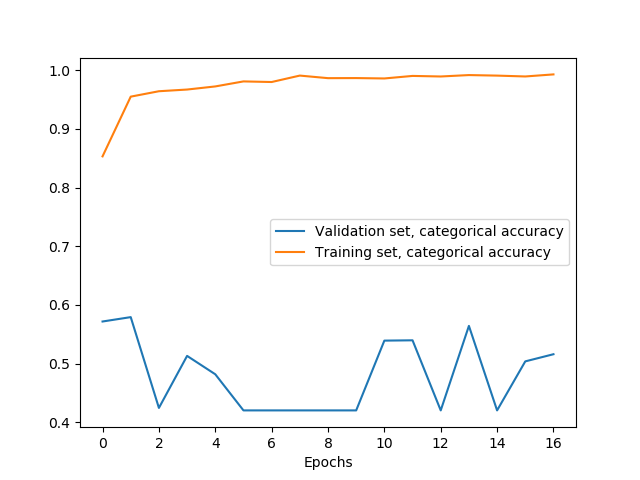 1.0
0.9
0.8
0.7
0.6
0.5
0.4
Validation set, categorical accuracy
Training set, categorical accuracy
0 2 4 6 8 10 12 14 16
Epochs